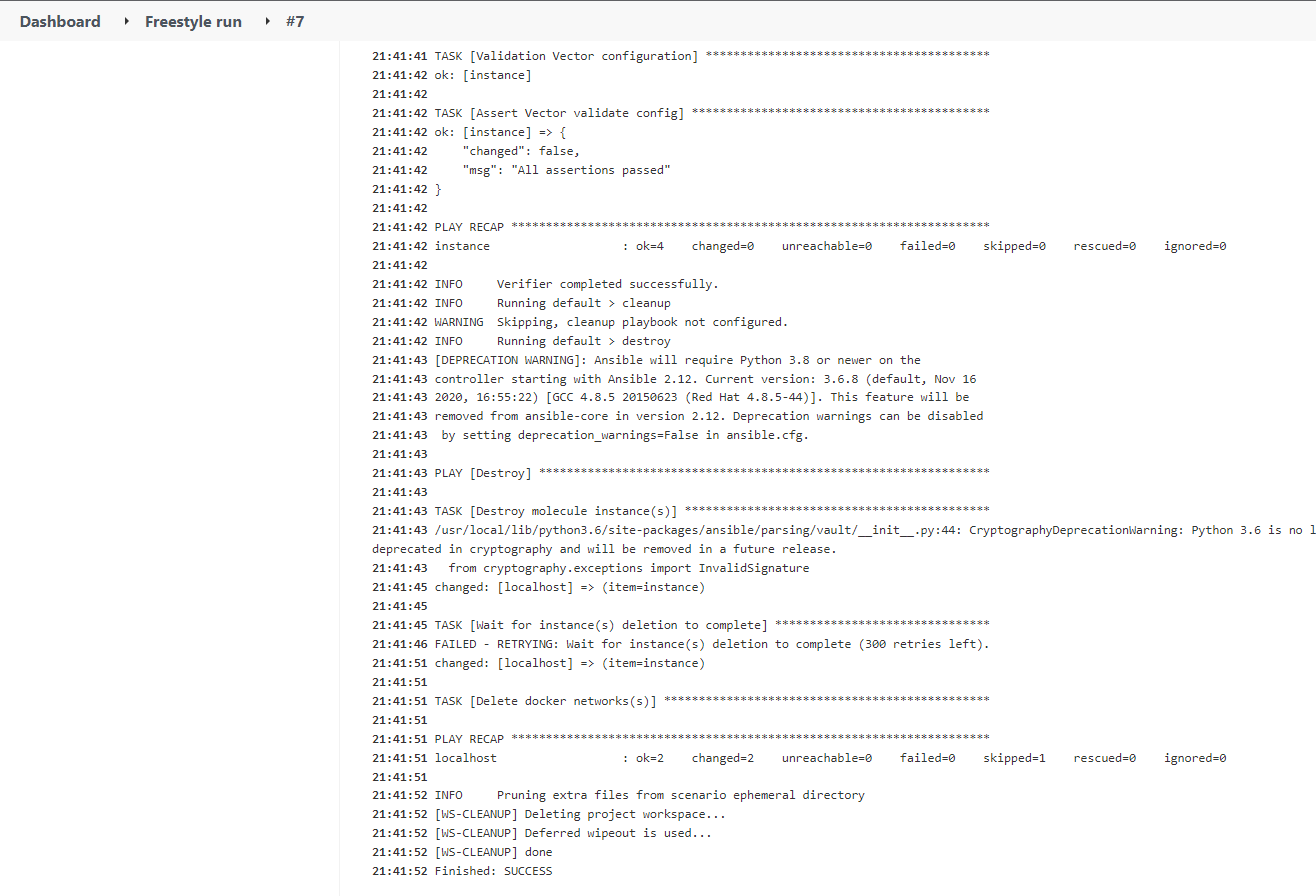 Dashboard ▸ Freestyle run ▸ #7
21:41:41 TASK [Validation Vector configuration] *****************************************
21:41:42 ok: [instance]
21:41:42
21:41:42 TASK [Assert Vector validate config] *******************************************
21:41:42 ok: [instance] => {
21:41:42     "changed": false,
21:41:42     "msg": "All assertions passed"
21:41:42 }
21:41:42
21:41:42 PLAY RECAP *********************************************************************
21:41:42 instance                   : ok=4    changed=0    unreachable=0    failed=0    skipped=0    rescued=0    ignored=0
21:41:42
21:41:42 INFO     Verifier completed successfully.
21:41:42 INFO     Running default > cleanup
21:41:42 WARNING  Skipping, cleanup playbook not configured.
21:41:42 INFO     Running default > destroy
21:41:43 [DEPRECATION WARNING]: Ansible will require Python 3.8 or newer on the
21:41:43 controller starting with Ansible 2.12. Current version: 3.6.8 (default, Nov 16
21:41:43 2020, 16:55:22) [GCC 4.8.5 20150623 (Red Hat 4.8.5-44)]. This feature will be
21:41:43 removed from ansible-core in version 2.12. Deprecation warnings can be disabled
21:41:43  by setting deprecation_warnings=False in ansible.cfg.
21:41:43
21:41:43 PLAY [Destroy] *****************************************************************
21:41:43
21:41:43 TASK [Destroy molecule instance(s)] ********************************************
21:41:43 /usr/local/lib/python3.6/site-packages/ansible/parsing/vault/__init__.py:44: CryptographyDeprecationWarning: Python 3.6 is no l
deprecated in cryptography and will be removed in a future release.
21:41:43   from cryptography.exceptions import InvalidSignature
21:41:45 changed: [localhost] => (item=instance)
21:41:45
21:41:45 TASK [Wait for instance(s) deletion to complete] *******************************
21:41:46 FAILED - RETRYING: Wait for instance(s) deletion to complete (300 retries left).
21:41:51 changed: [localhost] => (item=instance)
21:41:51
21:41:51 TASK [Delete docker networks(s)] ***********************************************
21:41:51
21:41:51 PLAY RECAP *********************************************************************
21:41:51 localhost                  : ok=2    changed=2    unreachable=0    failed=0    skipped=1    rescued=0    ignored=0
21:41:51
21:41:52 INFO     Pruning extra files from scenario ephemeral directory
21:41:52 [WS-CLEANUP] Deleting project workspace...
21:41:52 [WS-CLEANUP] Deferred wipeout is used...
21:41:52 [WS-CLEANUP] done
21:41:52 Finished: SUCCESS